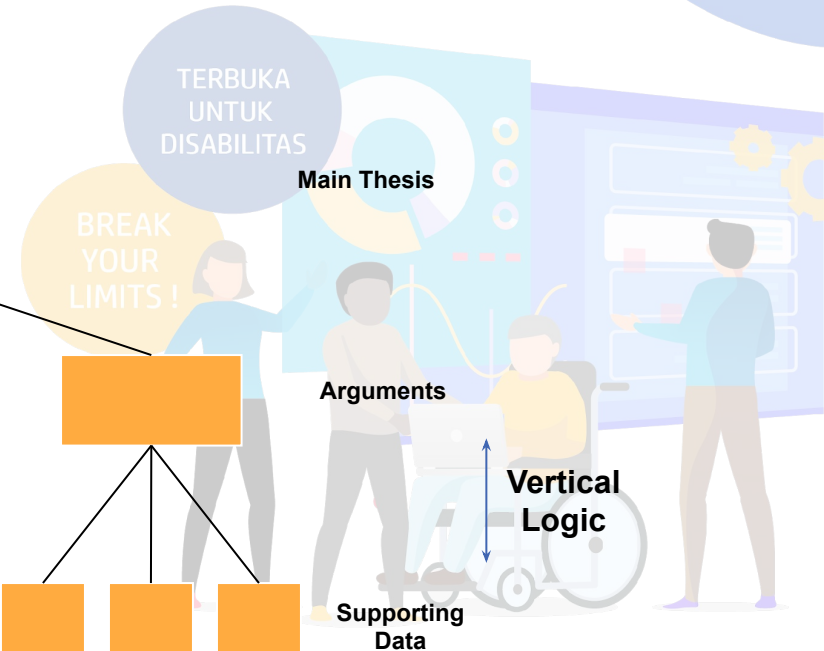 TERBUKA
UNTUK
DISABILITAS
Main Thesis
BREAK
YOUR
LIMITS !
Arguments
Vertical
Logic
Supporting
Data